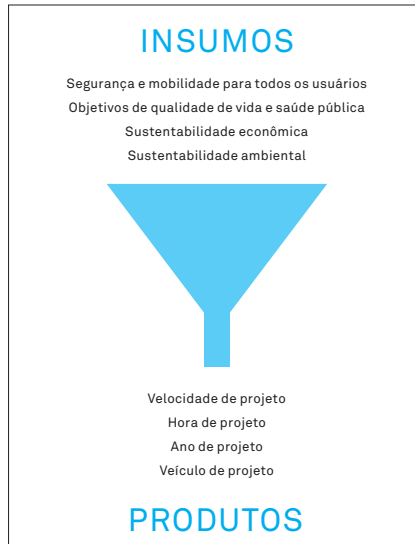 INSUMOS
Segurança e mobilidade para todos os usuários
Objetivos de qualidade de vida e saúde pública
Sustentabilidade econômica
Sustentabilidade ambiental
Velocidade de projeto
Hora de projeto
Ano de projeto
Veículo de projeto
PRODUTOS